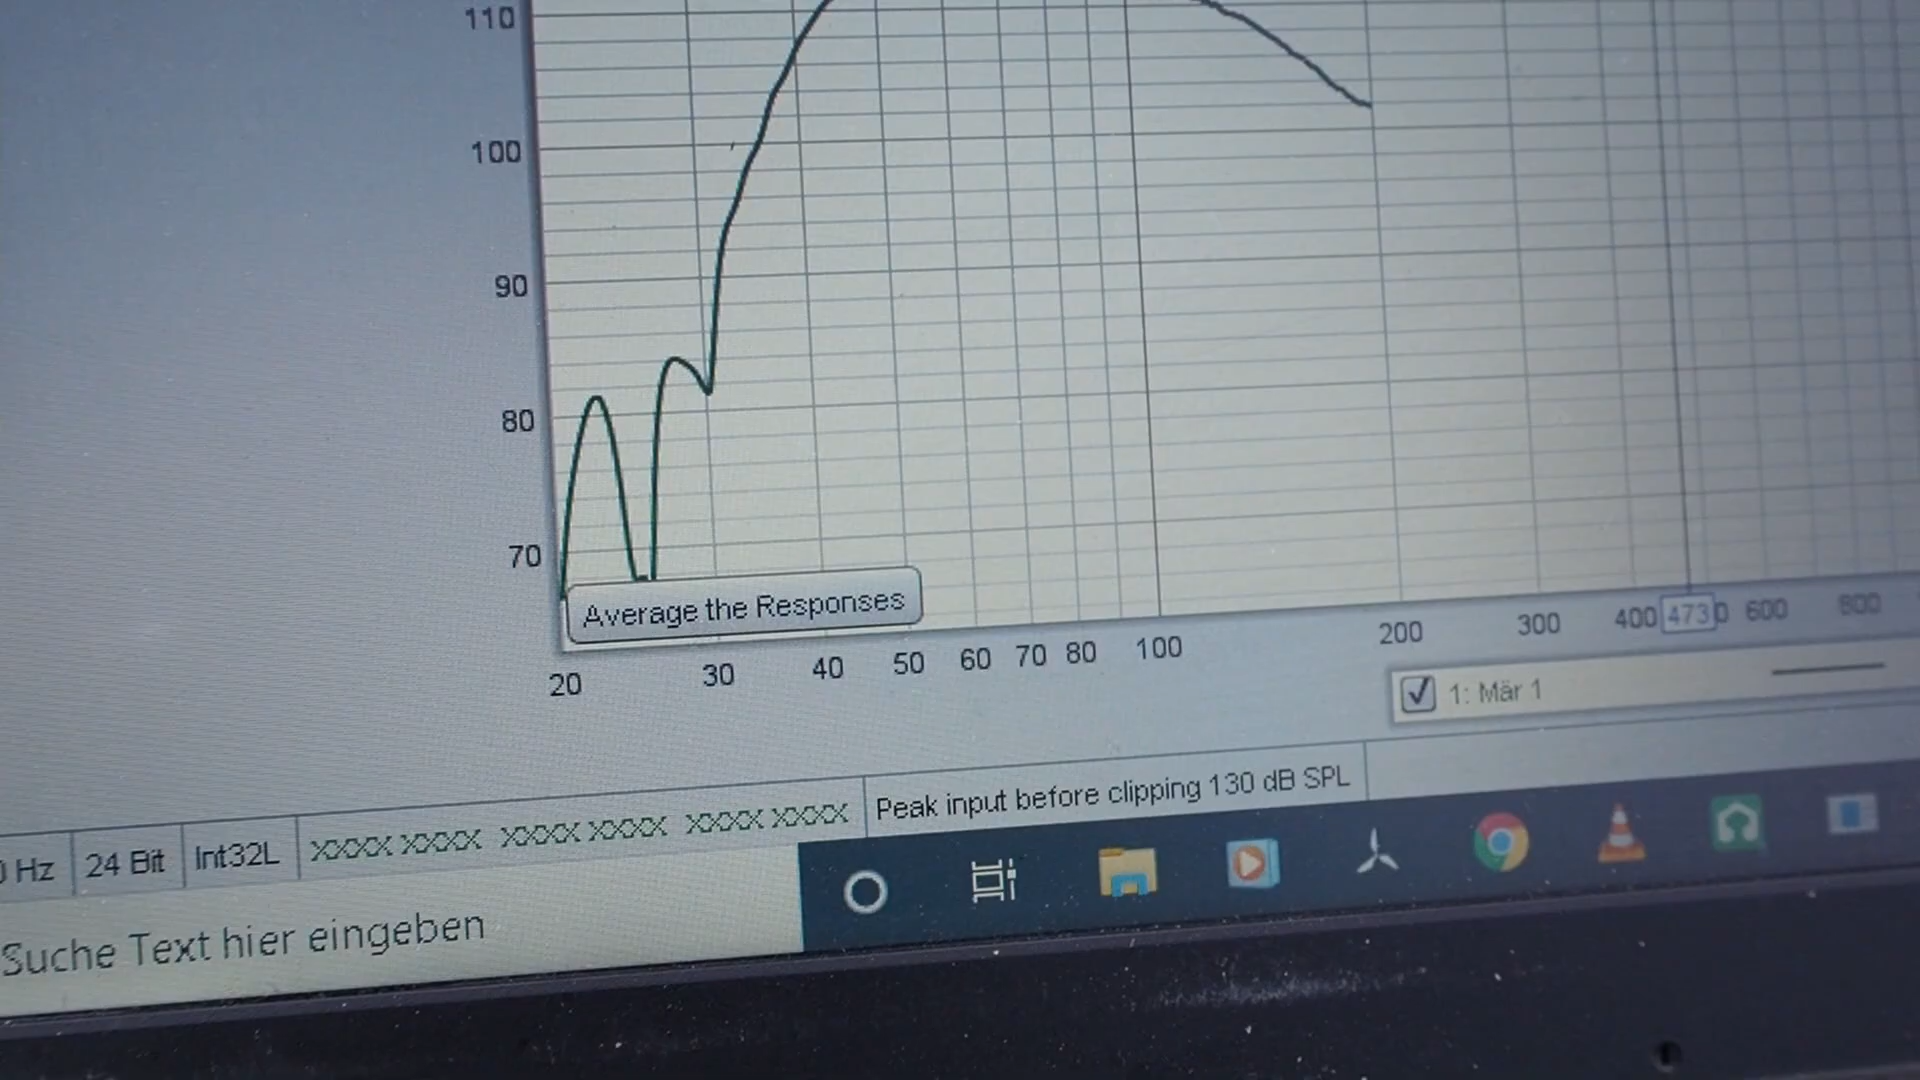 110
100
90
80
70
Average the Responses
20 30 40 50 60 70 80 100 200 300 400 473 600 800
1: Mär 1
Peak input before clipping 130 dB SPL
Hz 24 Bit Int32L XXXX XXXX XXXX XXXX XXXX XXXX
Suche Text hier eingeben